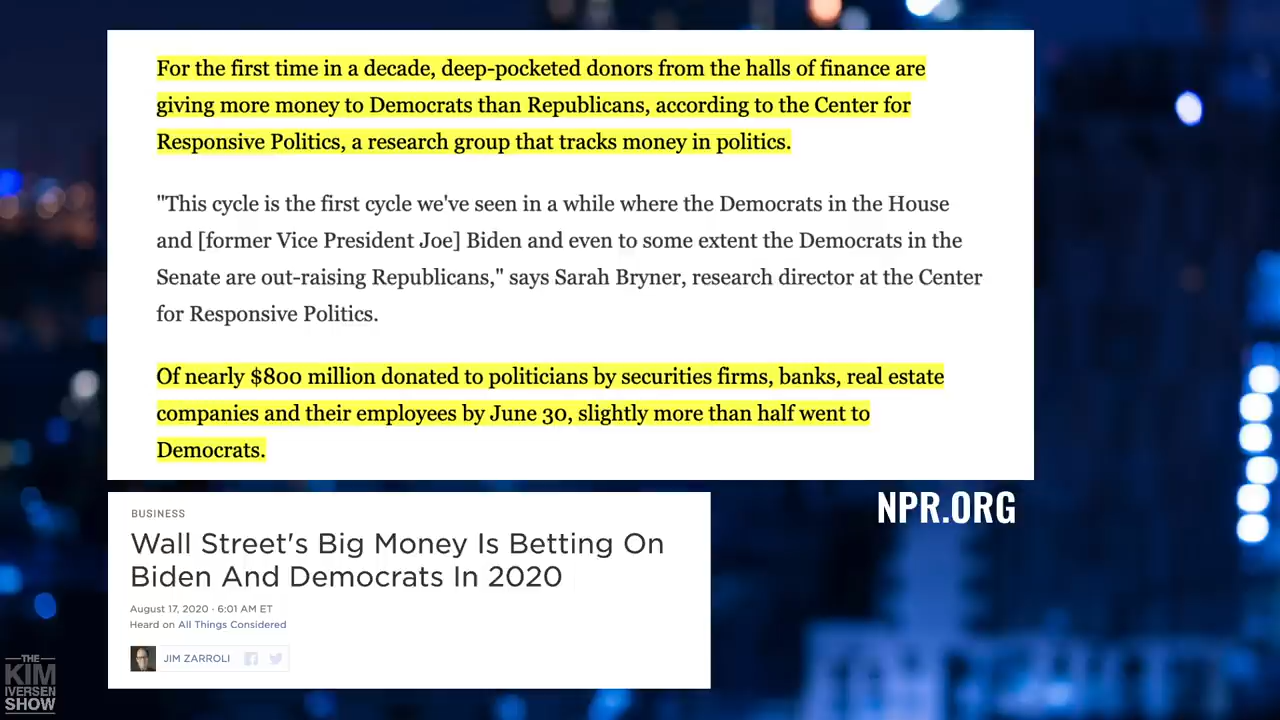 For the first time in a decade, deep-pocketed donors from the halls of finance are
giving more money to Democrats than Republicans, according to the Center for
Responsive Politics, a research group that tracks money in politics.
"This cycle is the first cycle we've seen in a while where the Democrats in the House
and [former Vice President Joe] Biden and even to some extent the Democrats in the
Senate are out-raising Republicans," says Sarah Bryner, research director at the Center
for Responsive Politics.
Of nearly $800 million donated to politicians by securities firms, banks, real estate
companies and their employees by June 30, slightly more than half went to
Democrats.
NPR.ORG
BUSINESS
Wall Street's Big Money Is Betting On
Biden And Democrats In 2020
August 17, 2020 · 6:01 AM ET
Heard on All Things Considered
JIM ZARROLI
THE
KIM
IVERSEN
SHOW